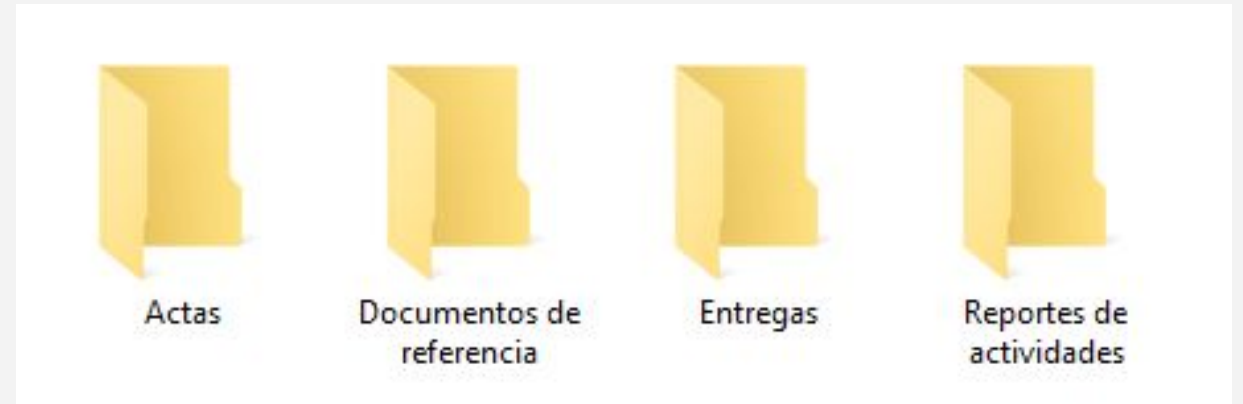 Actas
Documentos de
referencia
Entregas
Reportes de
actividades